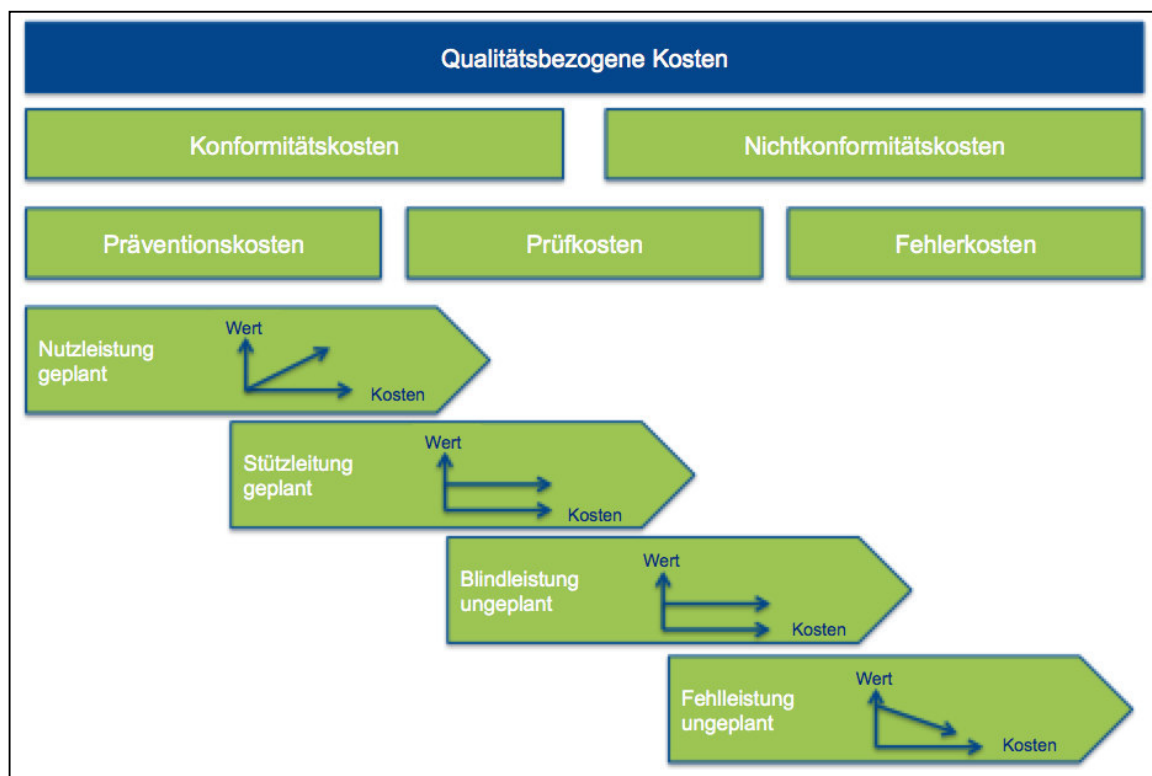 Qualitätsbezogene Kosten
Konformitätskosten
Nichtkonformitätskosten
Präventionskosten
Prüfkosten
Fehlerkosten
Nutzleistung
geplant
Wert
Kosten
Stützleitung
geplant
Wert
Kosten
Blindleistung
ungeplant
Wert
Kosten
Fehlleistung
ungeplant
Wert
Kosten